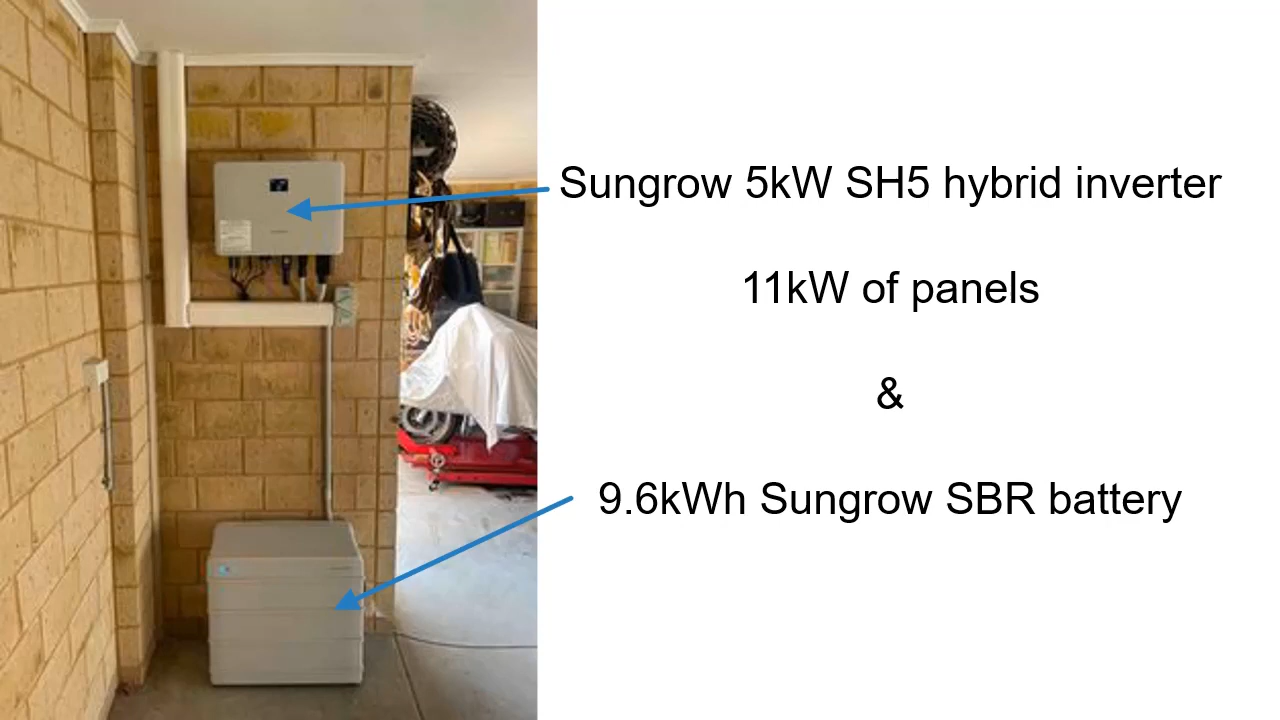 Sungrow 5kW SH5 hybrid inverter
11kW of panels
&
9.6kWh Sungrow SBR battery